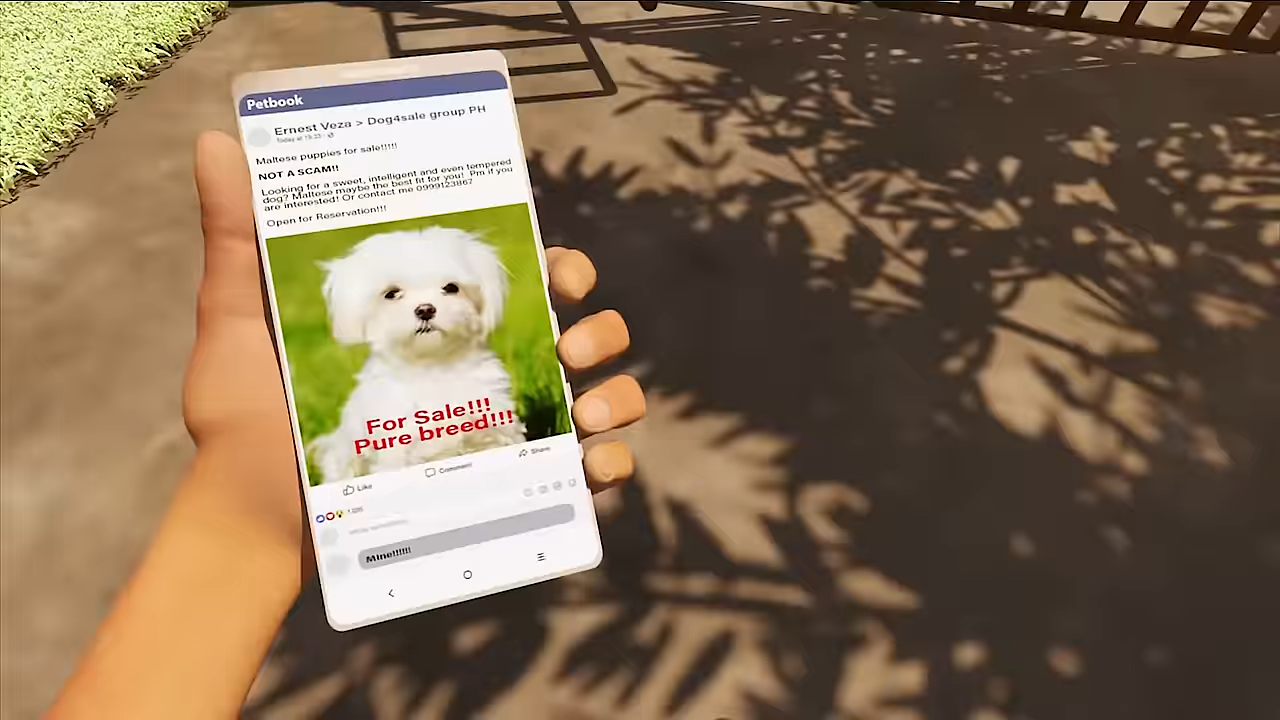 Petbook
Ernest Veza > Dog4sale group PH
Maltese puppies for sale!!!!!
NOT A SCAM!!
Looking for a sweet, intelligent and even tempered
dog? Maltese maybe the best fit for you! Pm if you
are interested! Or contact me 0999123867
Open for Reservation!!!
For Sale!!!
Pure breed!!!
Like
Comment
Share
Mine!!!!!!